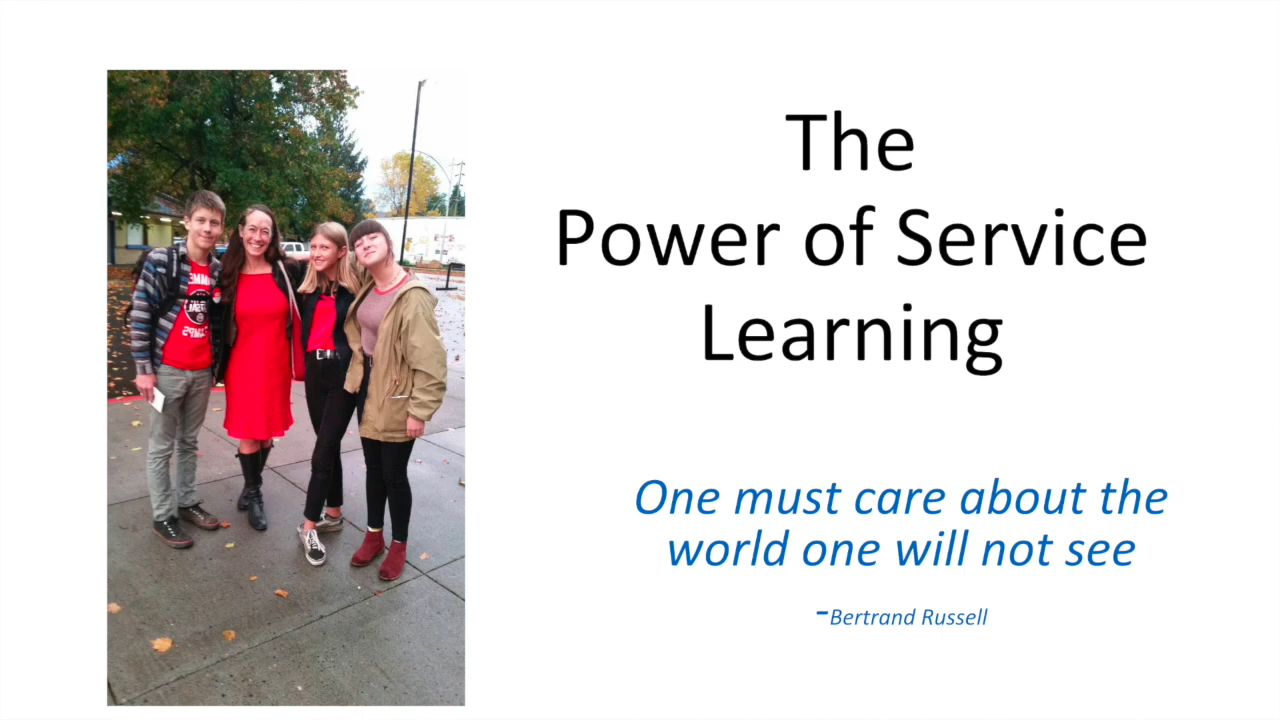 The
Power of Service
Learning
One must care about the
world one will not see
-Bertrand Russell